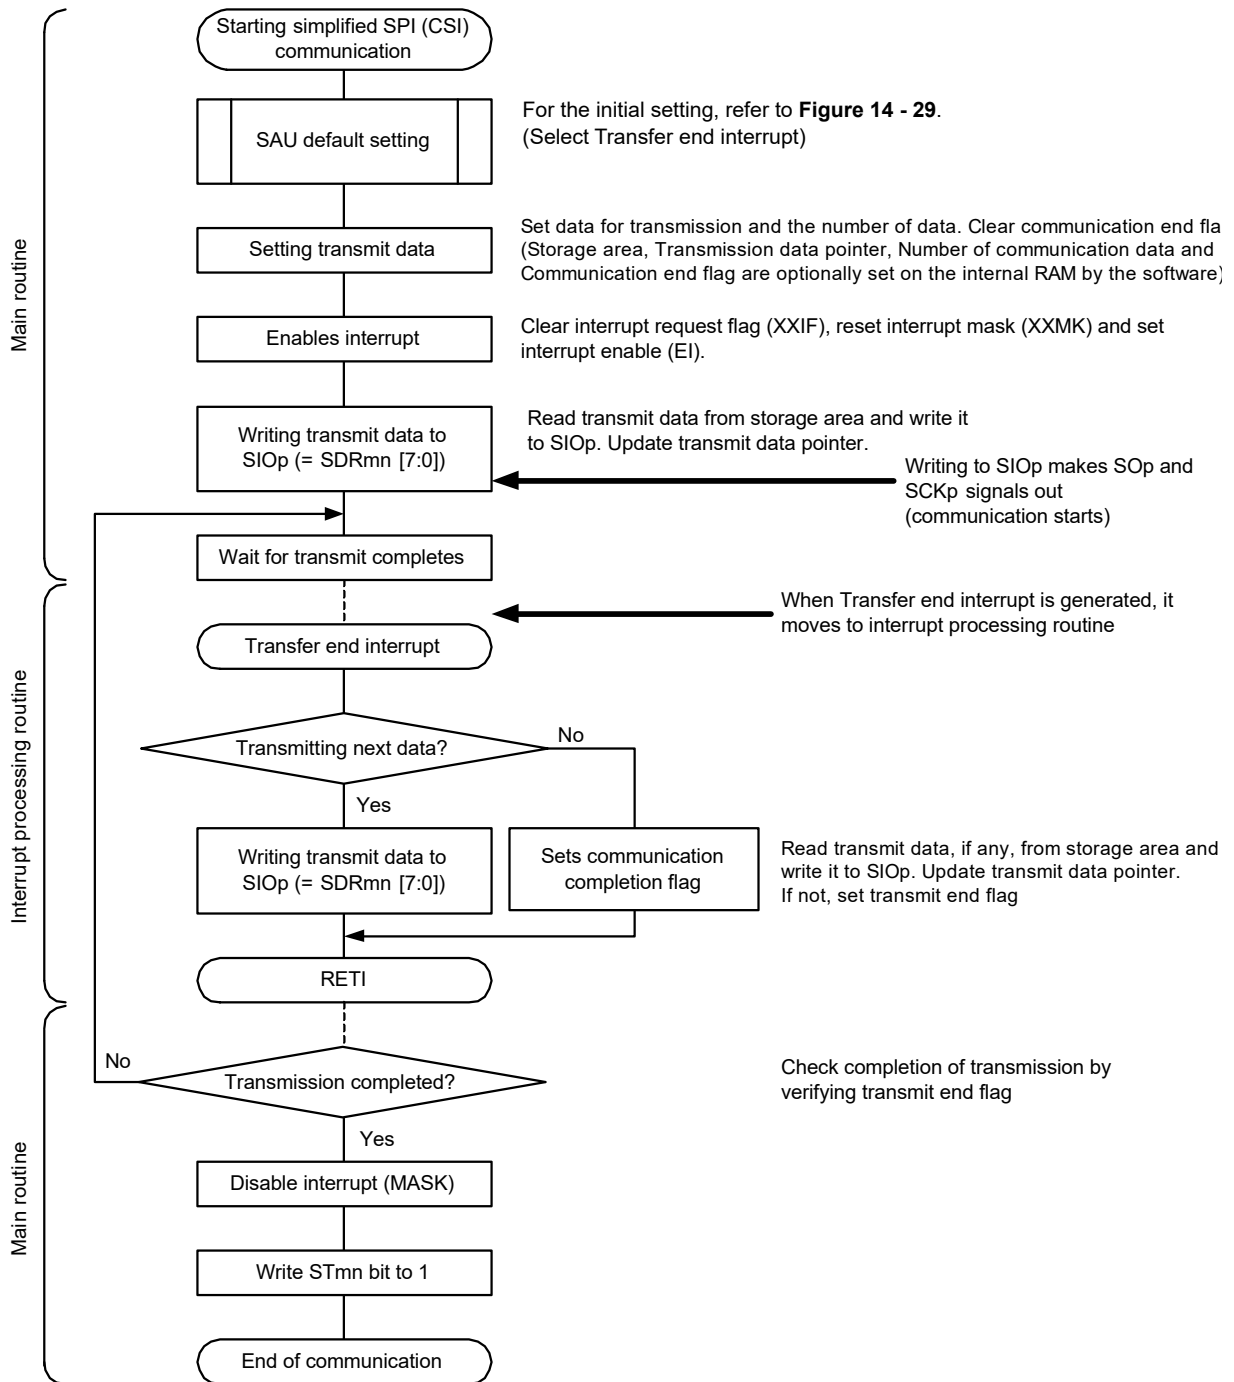 Starting simplified SPI (CSI)
communication
SAU default setting
For the initial setting, refer to Figure 14 - 29.
(Select Transfer end interrupt)
Main routine
Setting transmit data
Set data for transmission and the number of data. Clear communication end fla
(Storage area, Transmission data pointer, Number of communication data and
Communication end flag are optionally set on the internal RAM by the software)
Enables interrupt
Clear interrupt request flag (XXIF), reset interrupt mask (XXMK) and set
interrupt enable (EI).
Writing transmit data to
SIOp (= SDRmn [7:0])
Read transmit data from storage area and write it
to SIOp. Update transmit data pointer.
Writing to SIOp makes SOp and
SCKp signals out
(communication starts)
Wait for transmit completes
When Transfer end interrupt is generated, it
moves to interrupt processing routine
Transfer end interrupt
Interrupt processing routine
Transmitting next data?
No
Yes
Writing transmit data to
SIOp (= SDRmn [7:0])
Sets communication
completion flag
Read transmit data, if any, from storage area and
write it to SIOp. Update transmit data pointer.
If not, set transmit end flag
RETI
Main routine
No
Transmission completed?
Check completion of transmission by
verifying transmit end flag
Yes
Disable interrupt (MASK)
Write STmn bit to 1
End of communication